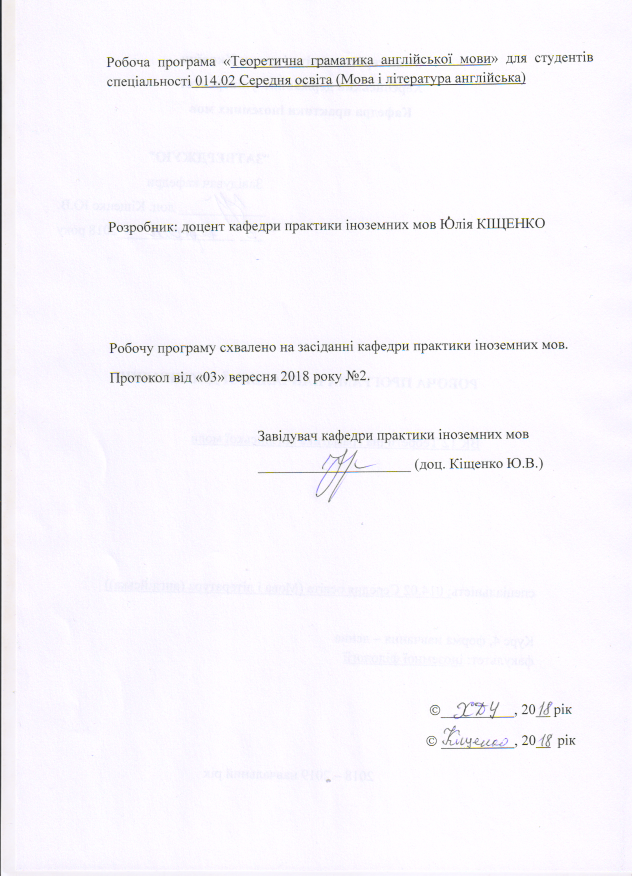 Робоча програма «Теоретична граматика англійської мови» для студентів
спеціальності 014.02 Середня освіта (Мова і література англійська)
Розробник: доцент кафедри практики іноземних мов Юлія КІЩЕНКО
Робочу програму схвалено на засіданні кафедри практики іноземних мов.
Протокол від «03» вересня 2018 року №2.
Завідувач кафедри практики іноземних мов
____________________ (доц. Кіщенко Ю.В.)
© ХДУ, 2018 рік
© Кіщенко, 2018 рік